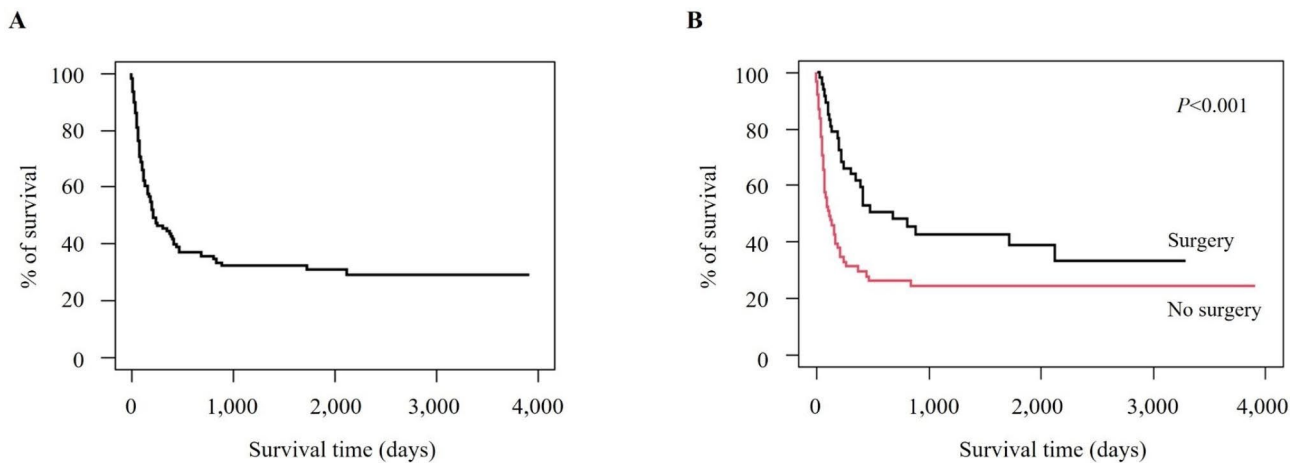 A
% of survival
100
80
60
40
20
0
0 1,000 2,000 3,000 4,000
Survival time (days)
B
% of survival
100
80
60
40
20
0
P<0.001
Surgery
No surgery
0 1,000 2,000 3,000 4,000
Survival time (days)